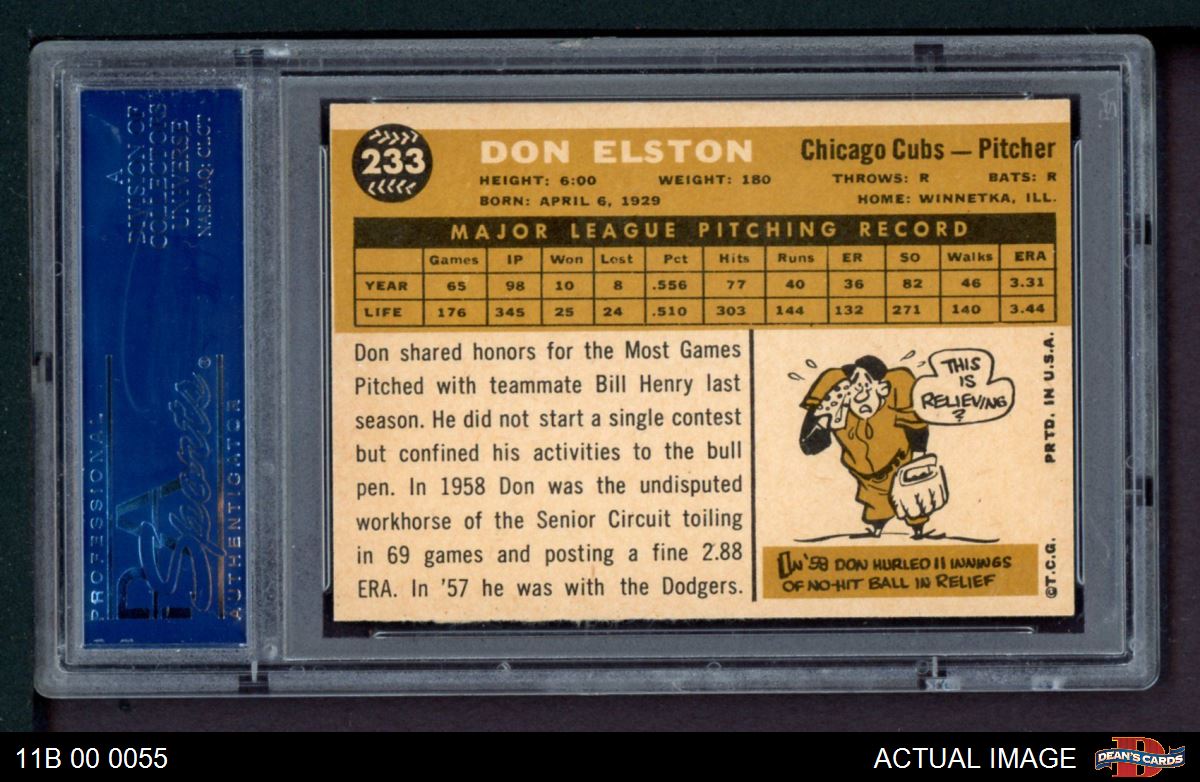 A
DIVISION OF
COLLECTORS
UNIVERSE
NASDAQ: CLCT
PROFESSIONAL
PSA
Sports ®
AUTHENTICATOR
233
DON ELSTON
Chicago Cubs — Pitcher
HEIGHT: 6:00 WEIGHT: 180 THROWS: R BATS: R
BORN: APRIL 6, 1929 HOME: WINNETKA, ILL.
MAJOR LEAGUE PITCHING RECORD
Games IP Won Lost Pct Hits Runs ER SO Walks ERA
YEAR 65 98 10 8 .556 77 40 36 82 46 3.31
LIFE 176 345 25 24 .510 303 144 132 271 140 3.44
Don shared honors for the Most Games
Pitched with teammate Bill Henry last
season. He did not start a single contest
but confined his activities to the bull
pen. In 1958 Don was the undisputed
workhorse of the Senior Circuit toiling
in 69 games and posting a fine 2.88
ERA. In '57 he was with the Dodgers.
THIS
IS
RELIEVING
?
IN '58 DON HURLED 11 INNINGS
OF NO-HIT BALL IN RELIEF
©T.C.G. PRTD. IN U.S.A.
11B 00 0055
ACTUAL IMAGE
D
DEAN'S CARDS